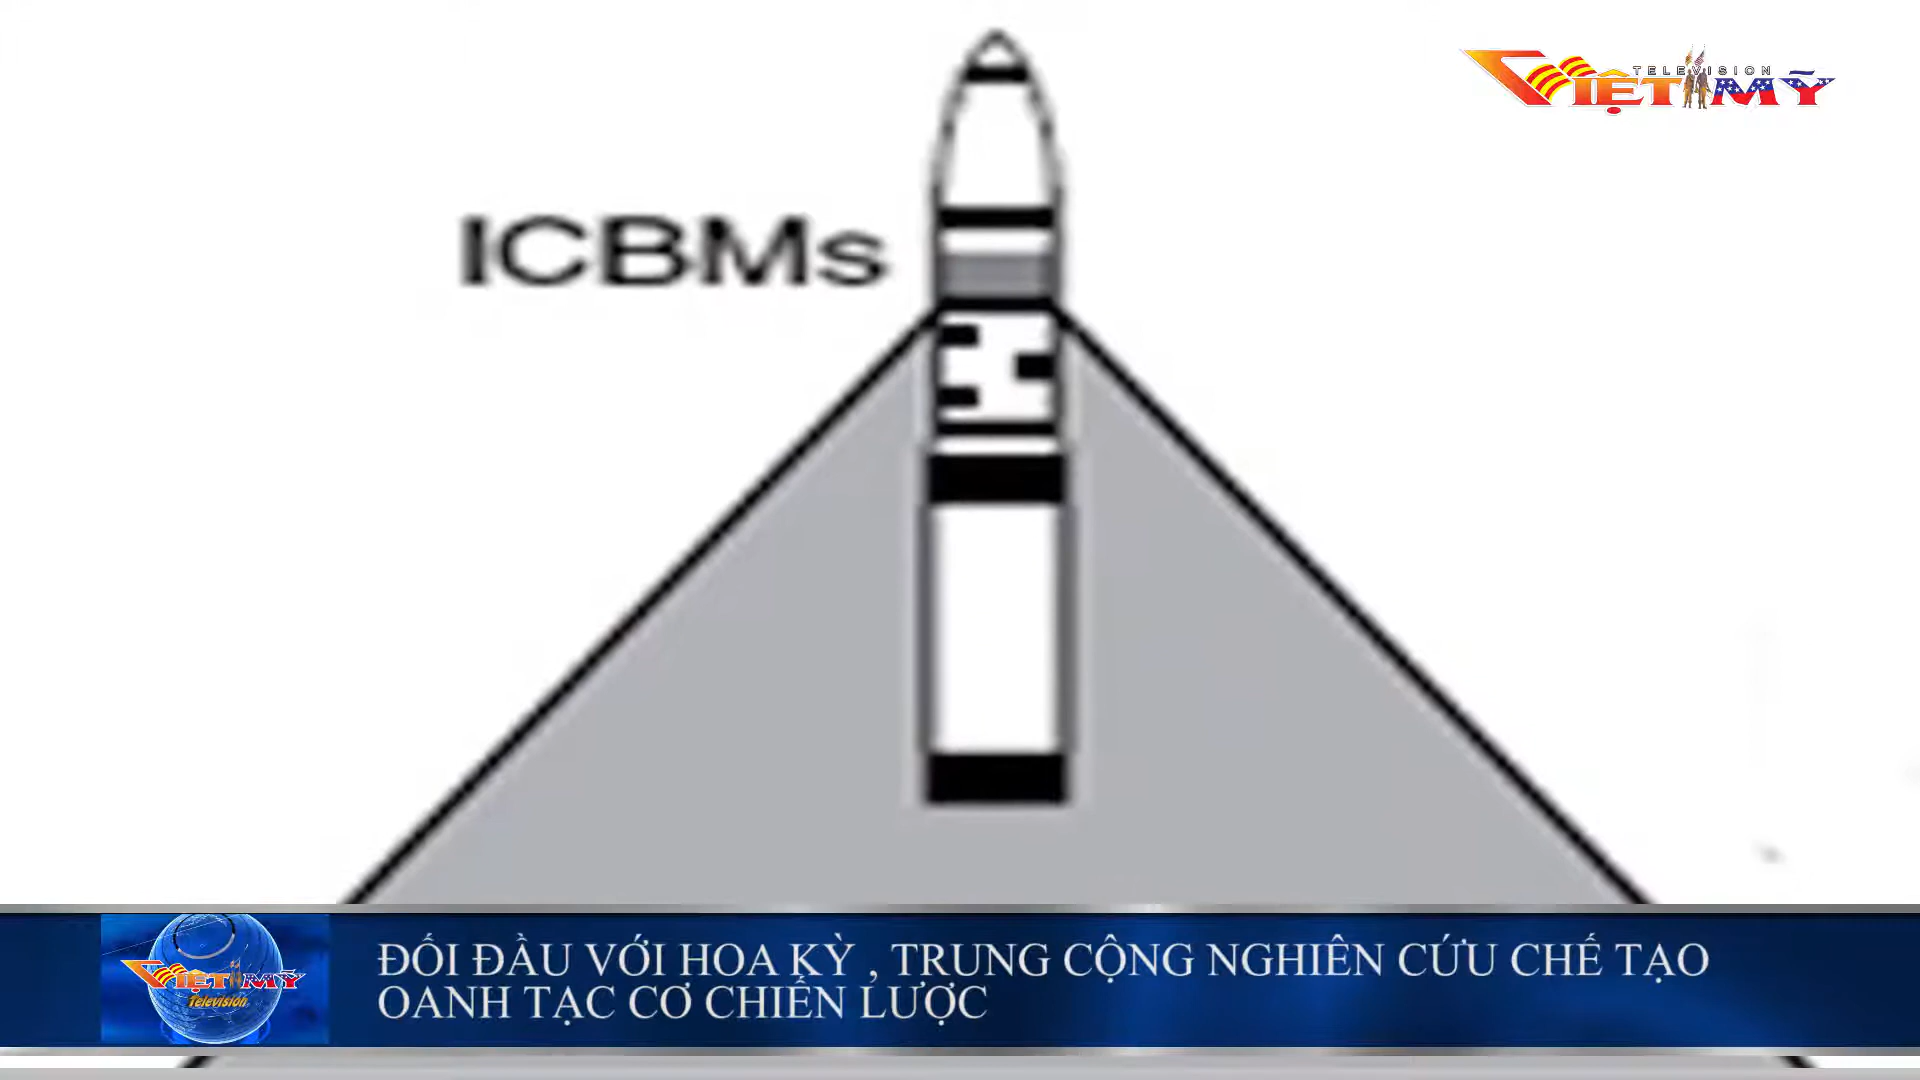 TELEVISION
VIỆT MỸ
ICBMs
ĐỐI ĐẦU VỚI HOA KỲ , TRUNG CỘNG NGHIÊN CỨU CHẾ TẠO
OANH TẠC CƠ CHIẾN LƯỢC
VIỆT MỸ
Television